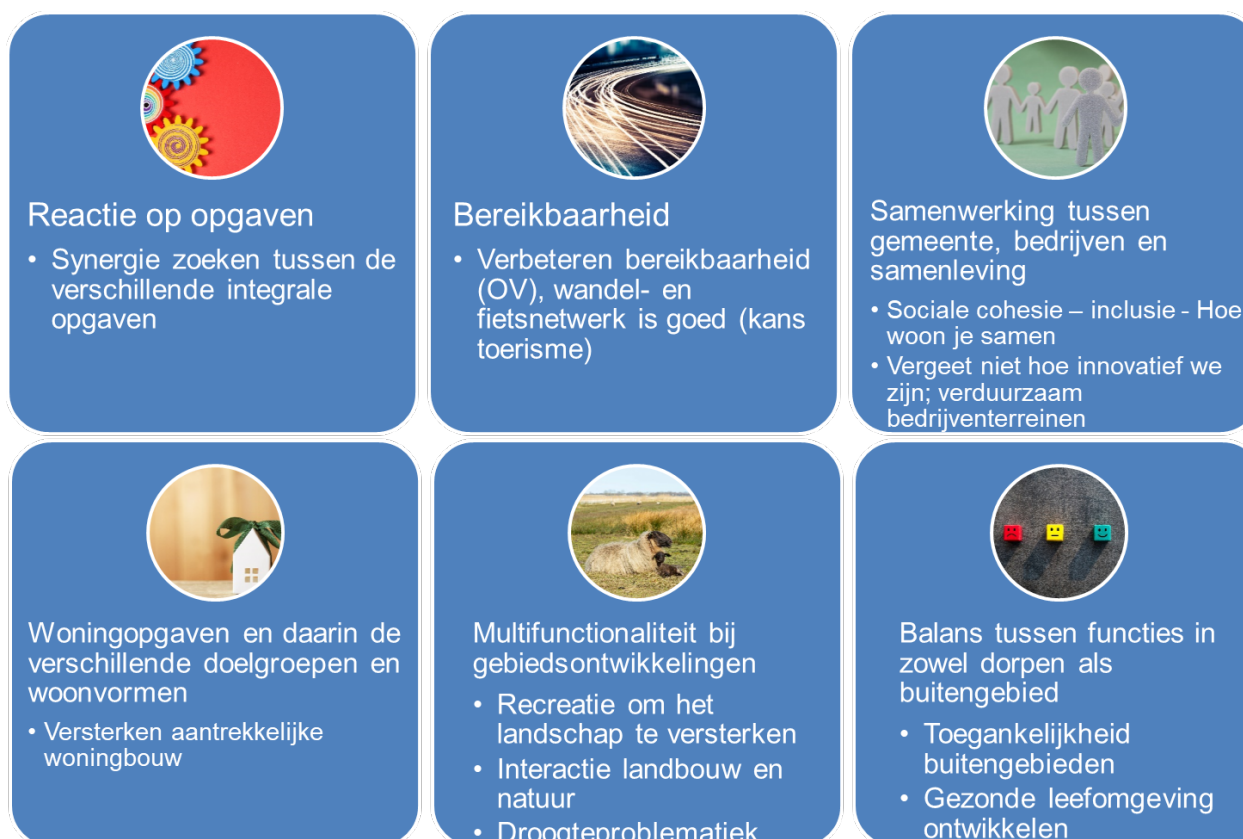 Reactie op opgaven
• Synergie zoeken tussen de
verschillende integrale
opgaven
Bereikbaarheid
• Verbeteren bereikbaarheid
(OV), wandel- en
fietsnetwerk is goed (kans
toerisme)
Samenwerking tussen
gemeente, bedrijven en
samenleving
• Sociale cohesie – inclusie - Hoe
woon je samen
• Vergeet niet hoe innovatief we
zijn; verduurzaam
bedrijventerreinen
Woningopgaven en daarin de
verschillende doelgroepen en
woonvormen
• Versterken aantrekkelijke
woningbouw
Multifunctionaliteit bij
gebiedsontwikkelingen
• Recreatie om het
landschap te versterken
• Interactie landbouw en
natuur
• Droogteproblematiek
Balans tussen functies in
zowel dorpen als
buitengebied
• Toegankelijkheid
buitengebieden
• Gezonde leefomgeving
ontwikkelen